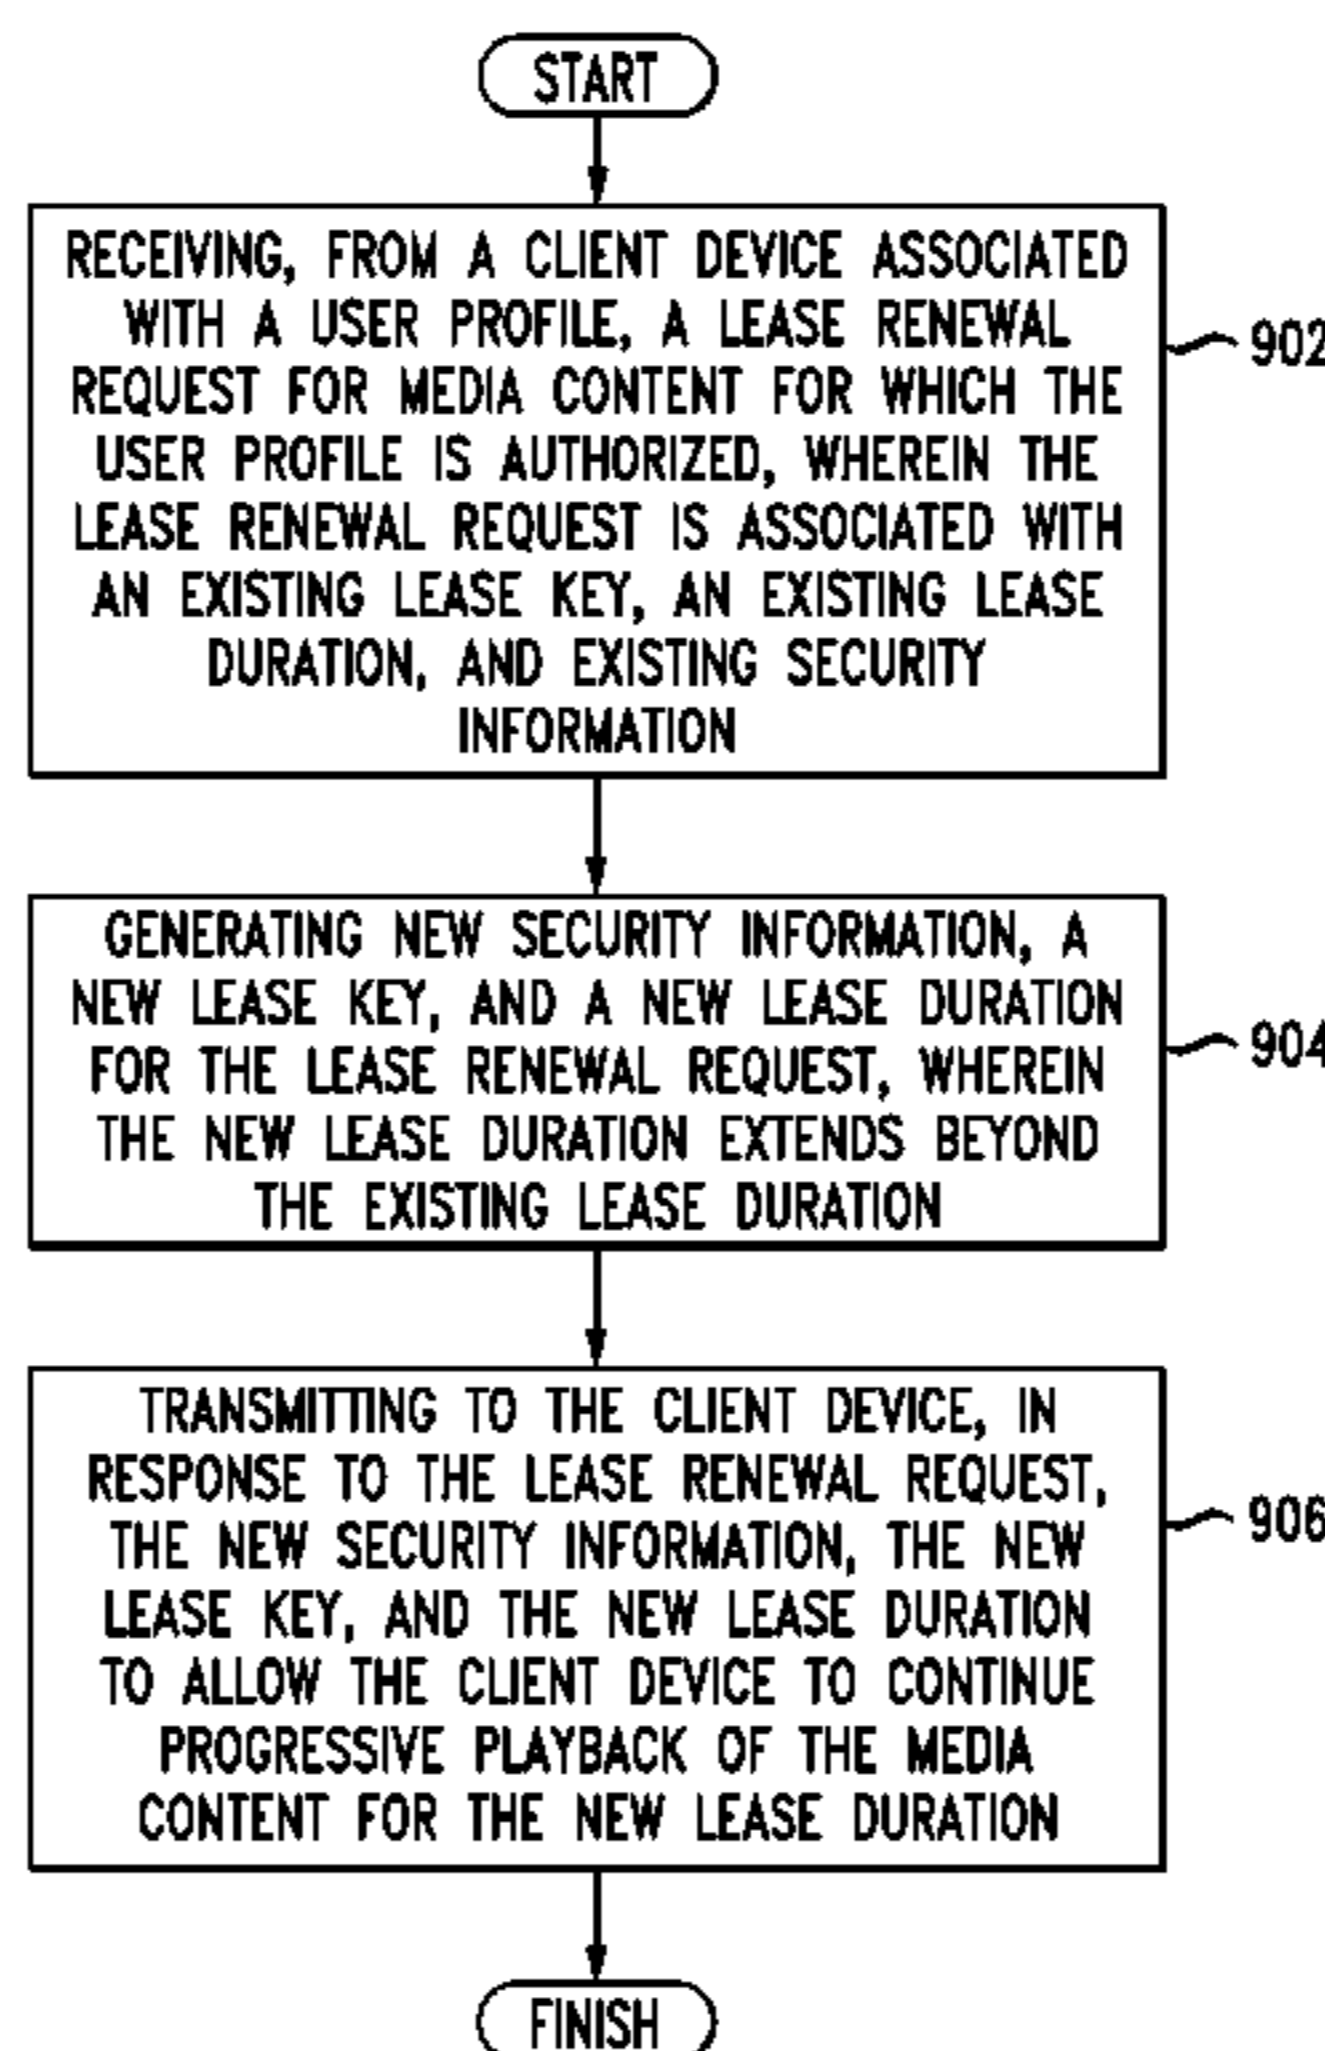 START
RECEIVING, FROM A CLIENT DEVICE ASSOCIATED
WITH A USER PROFILE, A LEASE RENEWAL
REQUEST FOR MEDIA CONTENT FOR WHICH THE
USER PROFILE IS AUTHORIZED, WHEREIN THE
LEASE RENEWAL REQUEST IS ASSOCIATED WITH
AN EXISTING LEASE KEY, AN EXISTING LEASE
DURATION, AND EXISTING SECURITY
INFORMATION
902
GENERATING NEW SECURITY INFORMATION, A
NEW LEASE KEY, AND A NEW LEASE DURATION
FOR THE LEASE RENEWAL REQUEST, WHEREIN
THE NEW LEASE DURATION EXTENDS BEYOND
THE EXISTING LEASE DURATION
904
TRANSMITTING TO THE CLIENT DEVICE, IN
RESPONSE TO THE LEASE RENEWAL REQUEST,
THE NEW SECURITY INFORMATION, THE NEW
LEASE KEY, AND THE NEW LEASE DURATION
TO ALLOW THE CLIENT DEVICE TO CONTINUE
PROGRESSIVE PLAYBACK OF THE MEDIA
CONTENT FOR THE NEW LEASE DURATION
906
FINISH